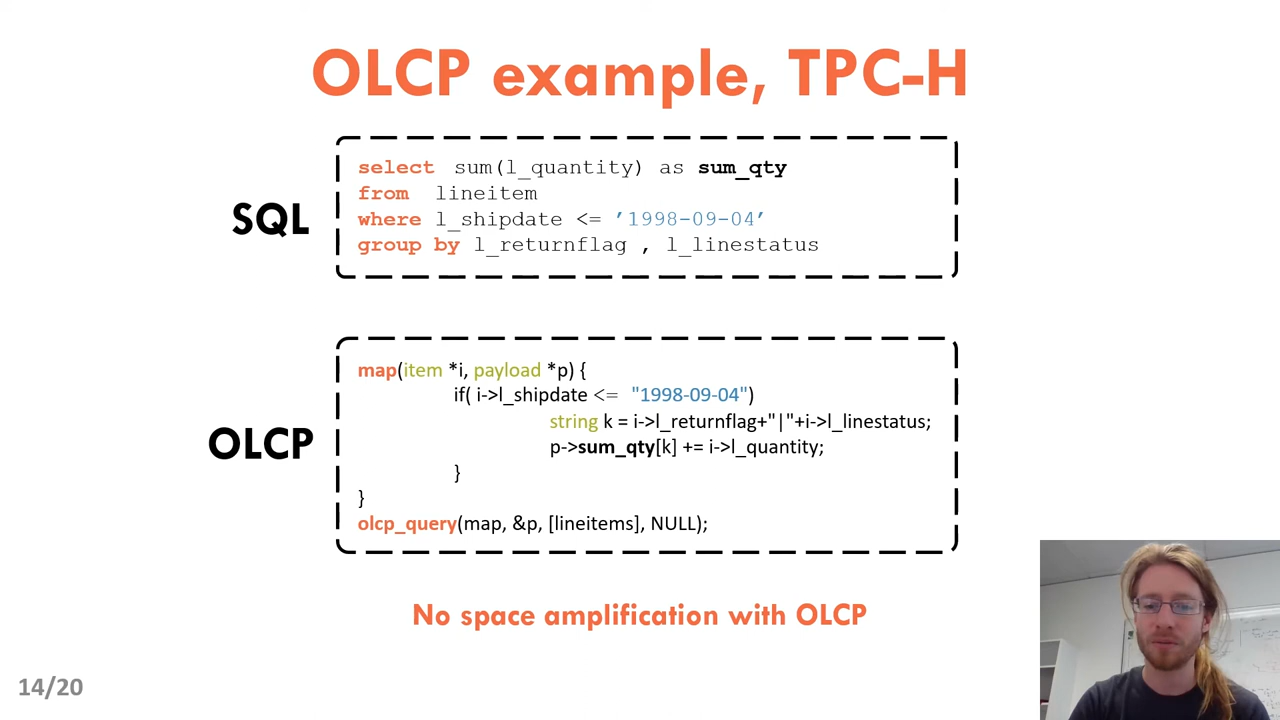 OLCP example, TPC-H
SQL
select sum(l_quantity) as sum_qty
from lineitem
where l_shipdate <= ’1998-09-04’
group by l_returnflag , l_linestatus
OLCP
map(item *i, payload *p) {
if( i->l_shipdate <= "1998-09-04")
string k = i->l_returnflag+"|"+i->l_linestatus;
p->sum_qty[k] += i->l_quantity;
}
}
olcp_query(map, &p, [lineitems], NULL);
No space amplification with OLCP
14/20